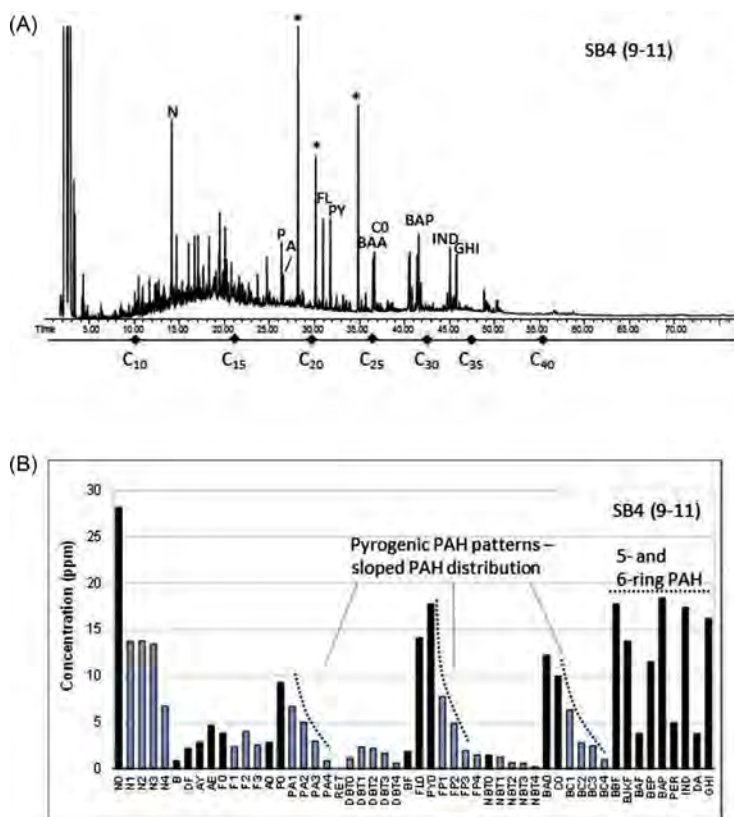 (A)
SB4 (9-11)
*
*
*
N
P
A
FL
PY
BAA
C0
BAP
IND
GHI
Time 5.00 10.00 15.00 20.00 25.00 30.00 35.00 40.00 45.00 50.00 55.00 60.00 65.00 70.00
C10 C15 C20 C25 C30 C35 C40
(B)
SB4 (9-11)
Pyrogenic PAH patterns –
sloped PAH distribution
5- and
6-ring PAH
Concentration (ppm)
30
25
20
15
10
5
0
N0 N1 N2 N3 N4 B DF AY AE F0 F1 F2 F3 A0 P0 PA1 PA2 PA3 PA4 RET DBT0 DBT1 DBT2 DBT3 DBT4 BF FL0 PY0 FP1 FP2 FP3 FP4 NBT0 NBT1 NBT2 NBT3 NBT4 BA0 C0 BC1 BC2 BC3 BC4 BBF BJKF BAF BEP BAP PER IND DA GHI